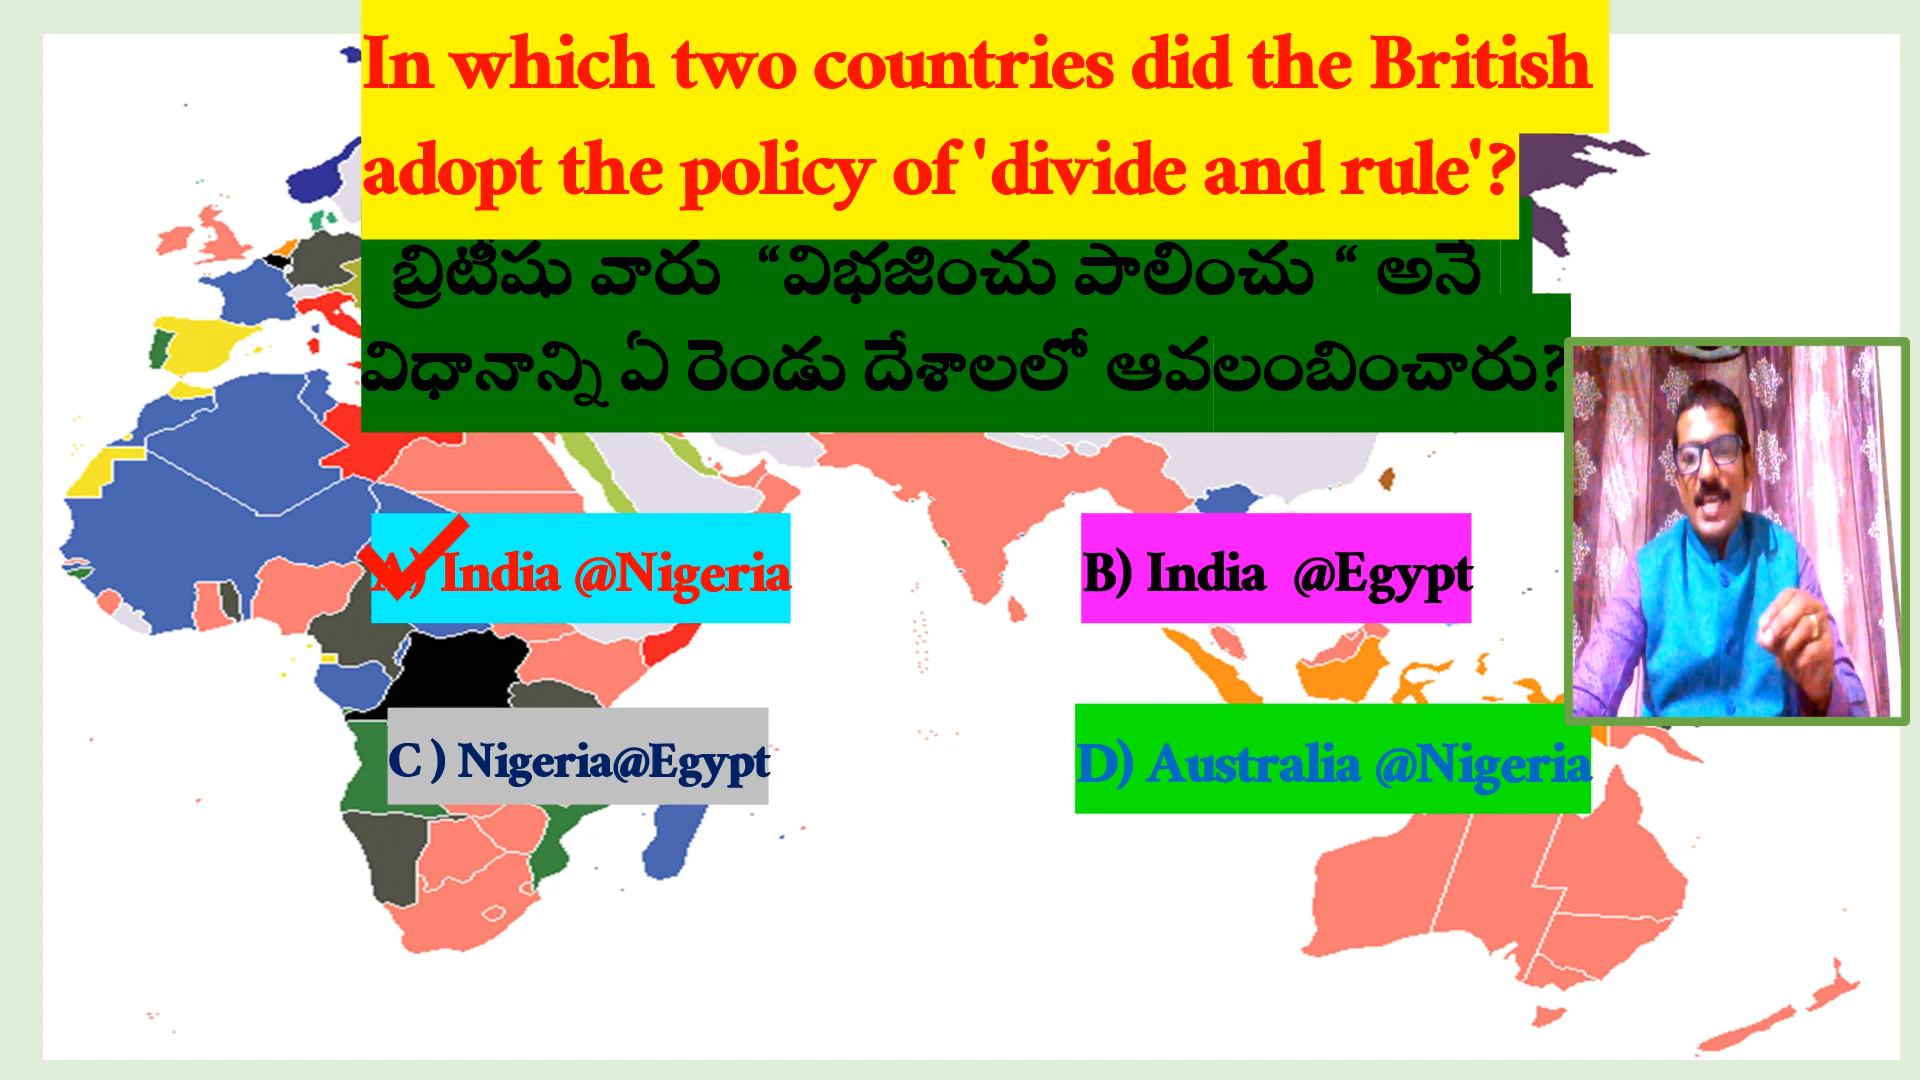 In which two countries did the British
adopt the policy of 'divide and rule'?
బ్రిటీషు వారు “విభజించు పాలించు “ అనే
విధానాన్ని ఏ రెండు దేశాలలో ఆవలంబించారు?
A) India @Nigeria
B) India @Egypt
C ) Nigeria@Egypt
D) Australia @Nigeria